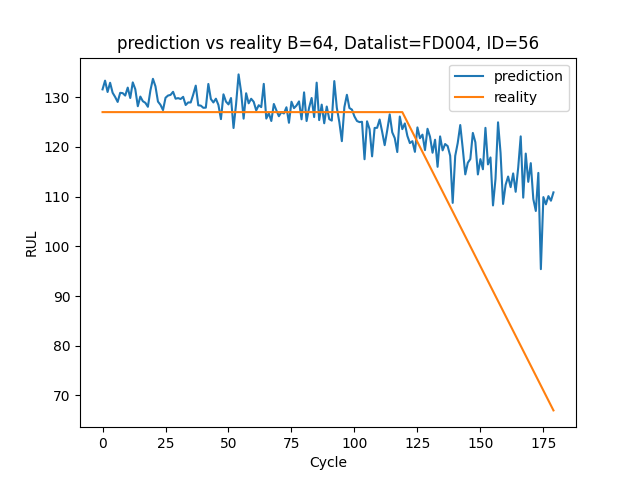 prediction vs reality B=64, Datalist=FD004, ID=56
prediction
reality
RUL
130
120
110
100
90
80
70
0 25 50 75 100 125 150 175
Cycle